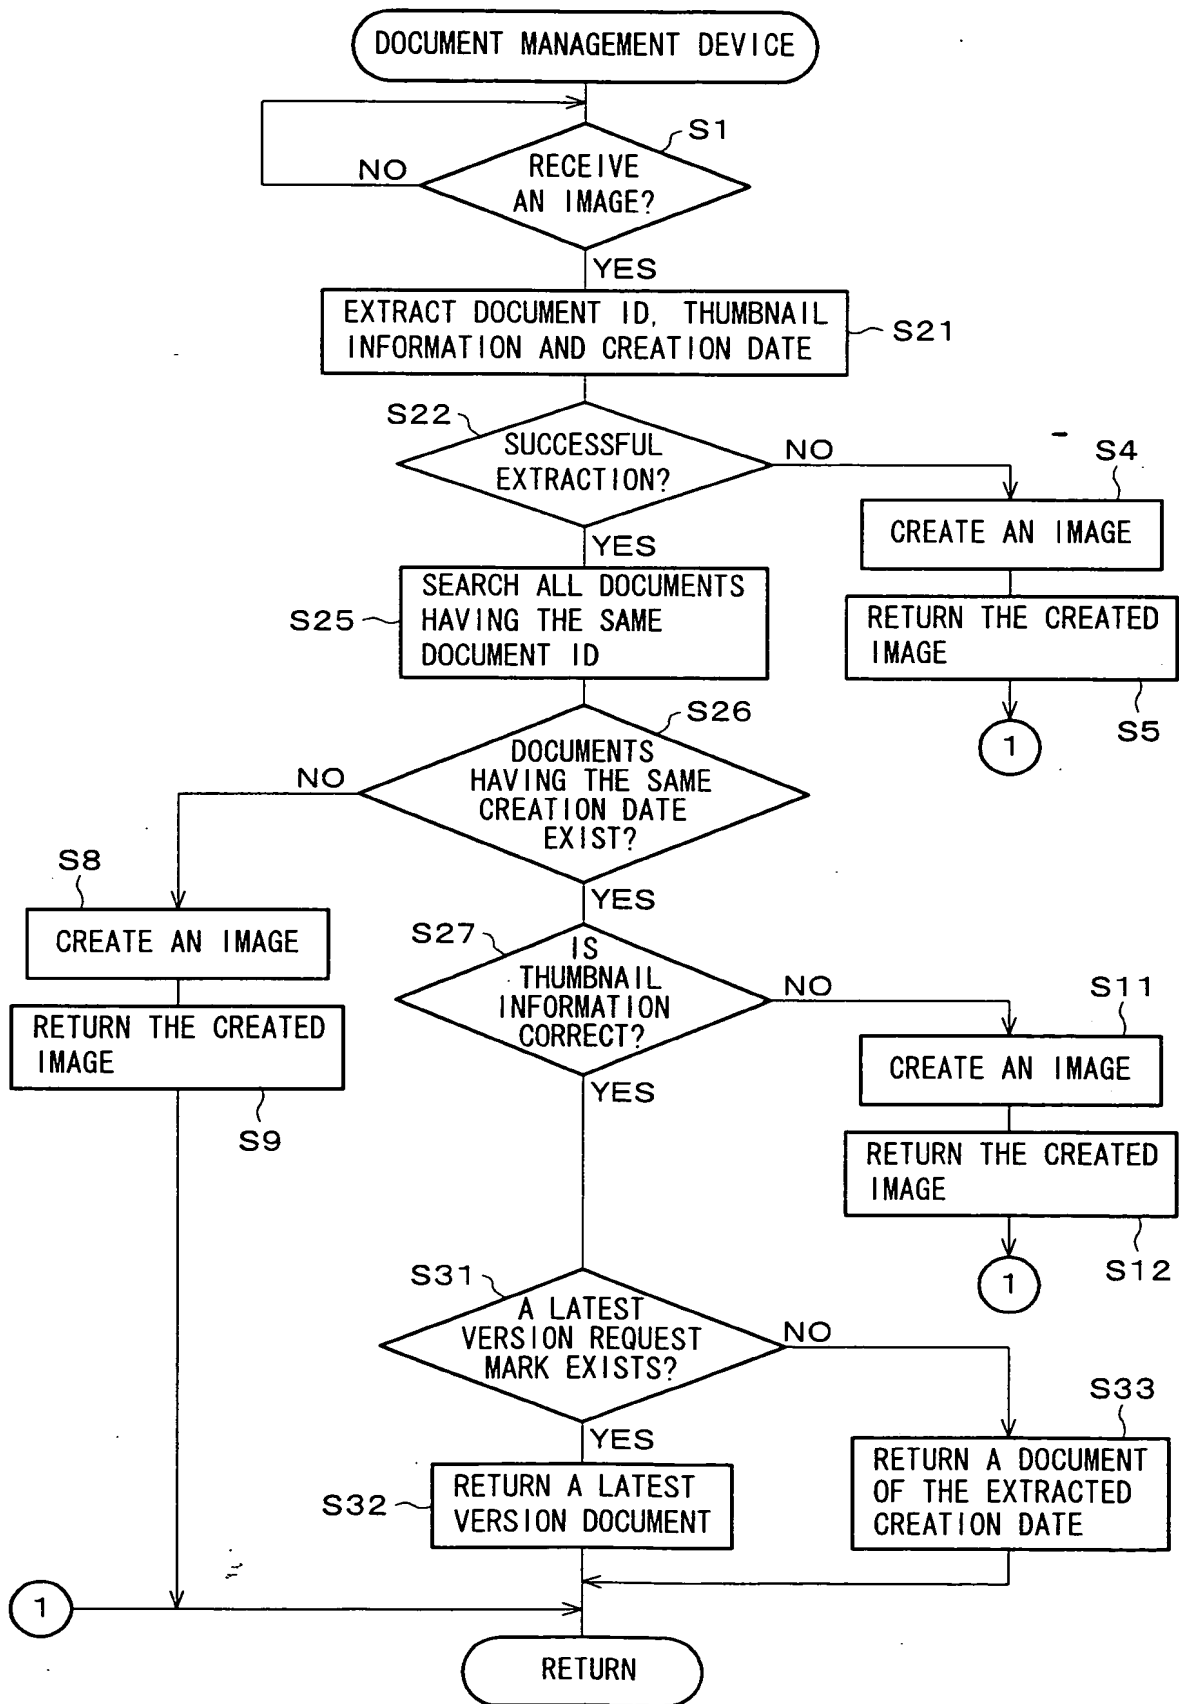 DOCUMENT MANAGEMENT DEVICE
S1
NO
RECEIVE
AN IMAGE?
YES
EXTRACT DOCUMENT ID, THUMBNAIL
INFORMATION AND CREATION DATE
S21
S22
SUCCESSFUL
EXTRACTION?
NO
S4
CREATE AN IMAGE
YES
SEARCH ALL DOCUMENTS
HAVING THE SAME
DOCUMENT ID
S25
RETURN THE CREATED
IMAGE
S5
1
S26
DOCUMENTS
HAVING THE SAME
CREATION DATE
EXIST?
NO
S8
CREATE AN IMAGE
RETURN THE CREATED
IMAGE
S9
YES
S27
IS
THUMBNAIL
INFORMATION
CORRECT?
NO
S11
CREATE AN IMAGE
RETURN THE CREATED
IMAGE
S12
1
YES
S31
A LATEST
VERSION REQUEST
MARK EXISTS?
NO
S33
RETURN A DOCUMENT
OF THE EXTRACTED
CREATION DATE
YES
S32
RETURN A LATEST
VERSION DOCUMENT
1
RETURN